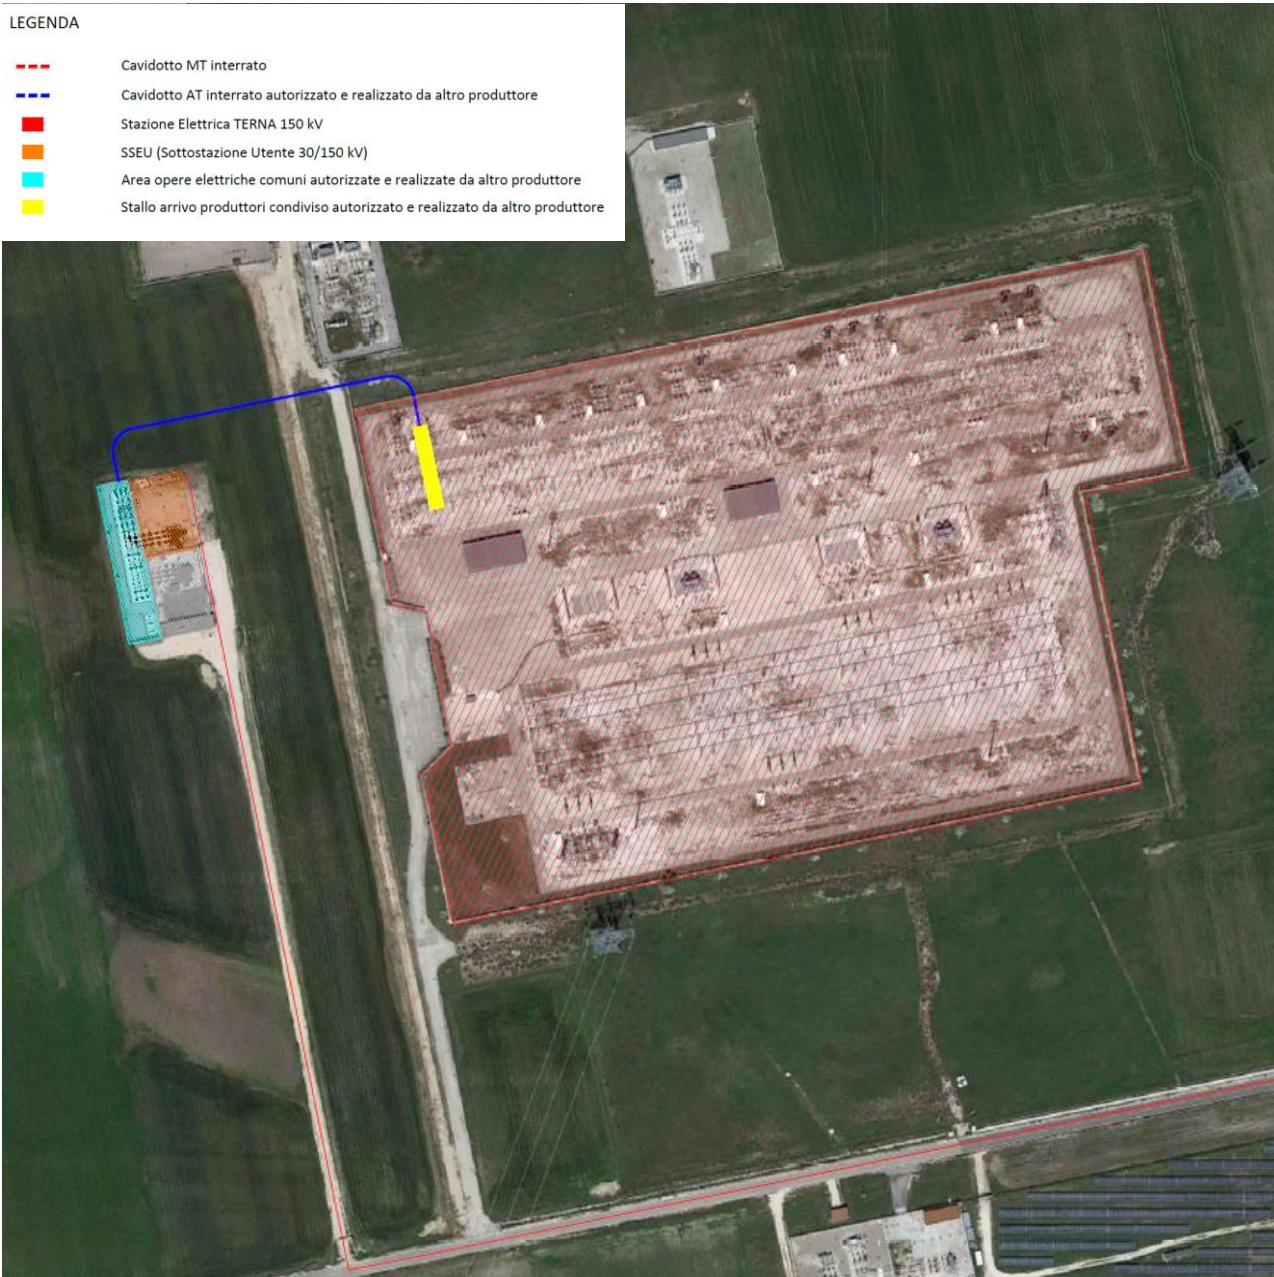 LEGENDA
Cavidotto MT interrato
Cavidotto AT interrato autorizzato e realizzato da altro produttore
Stazione Elettrica TERNA 150 kV
SSEU (Sottostazione Utente 30/150 kV)
Area opere elettriche comuni autorizzate e realizzate da altro produttore
Stallo arrivo produttori condiviso autorizzato e realizzato da altro produttore